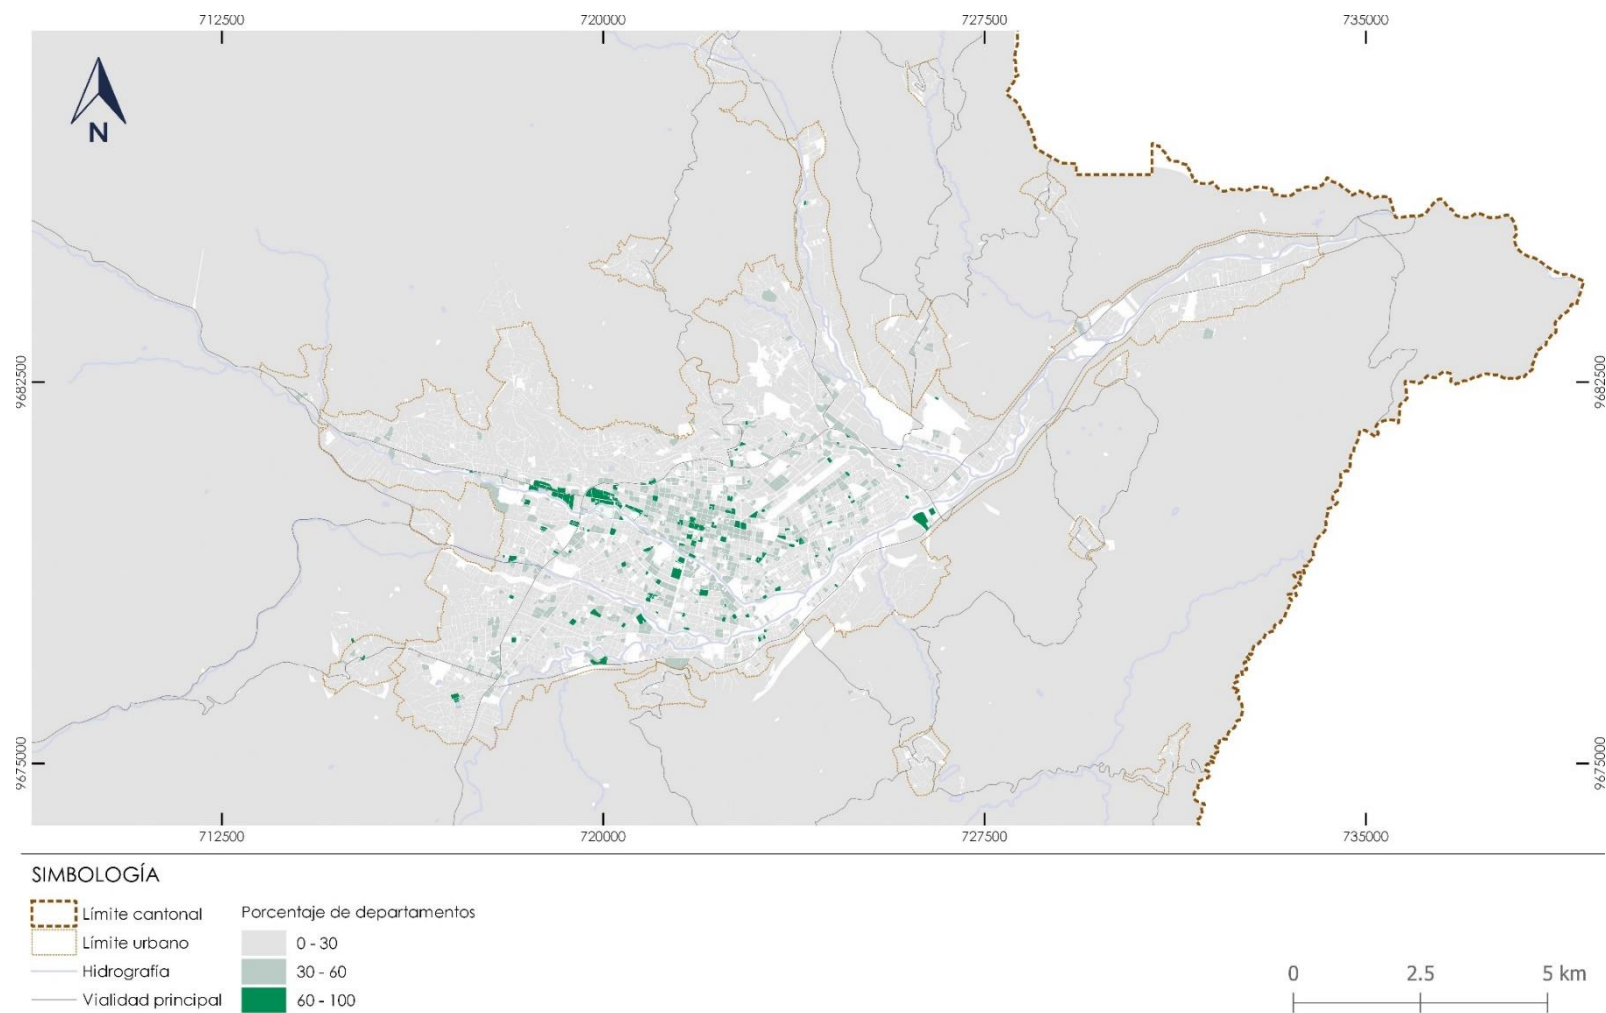 712500 720000 727500 735000
N
9682500 9682500
9675000 9675000
712500 720000 727500 735000
SIMBOLOGÍA
Límite cantonal
Límite urbano
Hidrografía
Vialidad principal
Porcentaje de departamentos
0 - 30
30 - 60
60 - 100
0 2.5 5 km